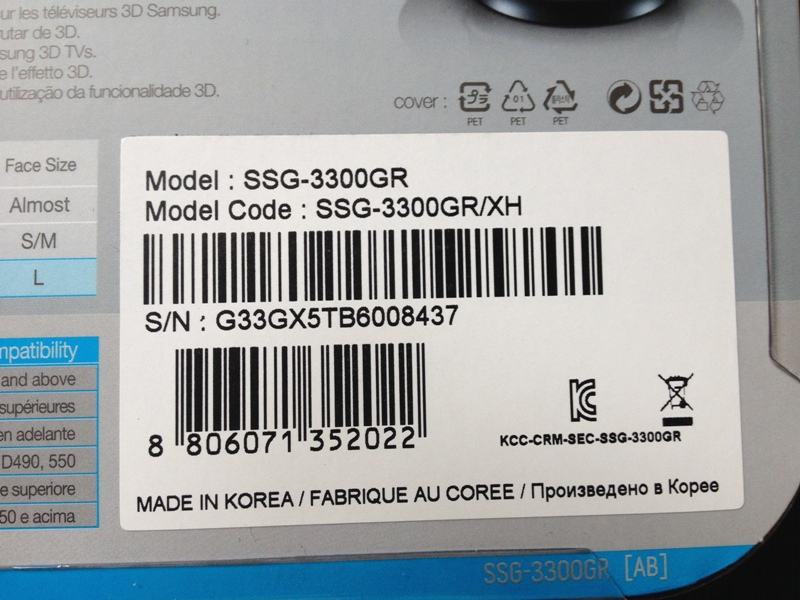 ur les téléviseurs 3D Samsung.
rutar de 3D.
sung 3D TVs.
e l'effetto 3D.
utilização da funcionalidade 3D.
cover :
01
PET
PET
PET
Face Size
Almost
S/M
L
mpatibility
and above
supérieures
en adelante
D490, 550
e superiore
50 e acima
Model : SSG-3300GR
Model Code : SSG-3300GR/XH
S/N : G33GX5TB6008437
8 806071 352022
KCC-CRM-SEC-SSG-3300GR
MADE IN KOREA / FABRIQUE AU COREE / Произведено в Корее
SSG-3300GR [AB]